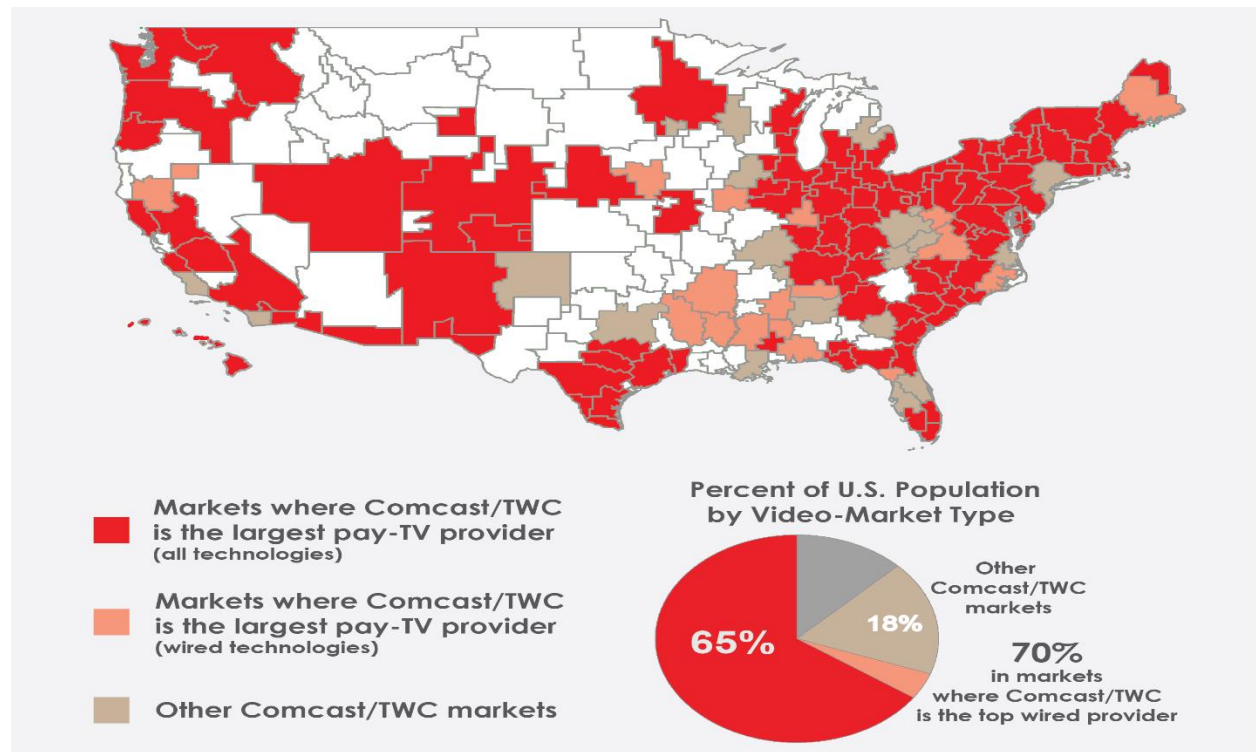 Markets where Comcast/TWC
is the largest pay-TV provider
(all technologies)
Markets where Comcast/TWC
is the largest pay-TV provider
(wired technologies)
Other Comcast/TWC markets
Percent of U.S. Population
by Video-Market Type
65%
18%
Other
Comcast/TWC
markets
70%
in markets
where Comcast/TWC
is the top wired provider